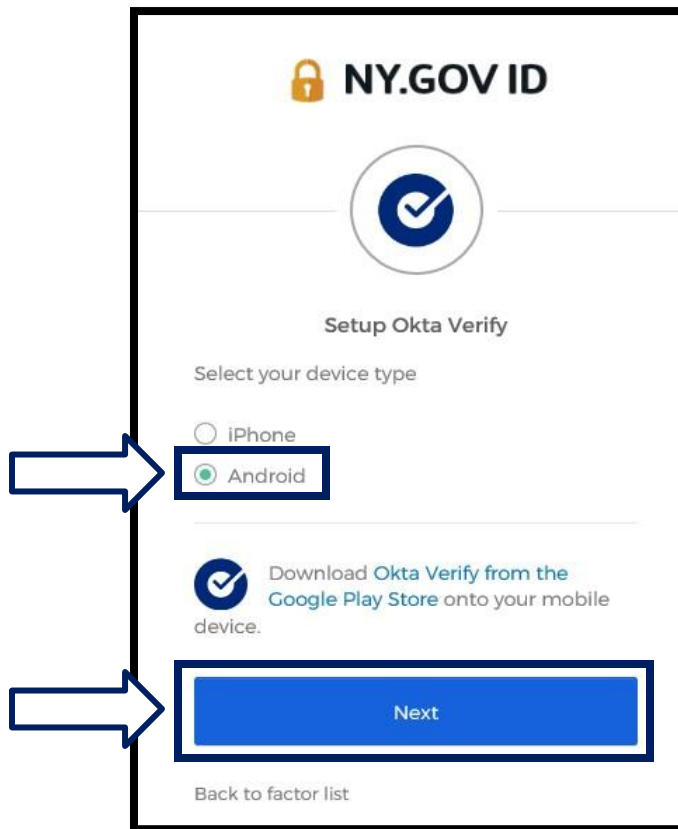 NY.GOV ID
Setup Okta Verify
Select your device type
iPhone
Android
Download Okta Verify from the
Google Play Store onto your mobile
device.
Next
Back to factor list